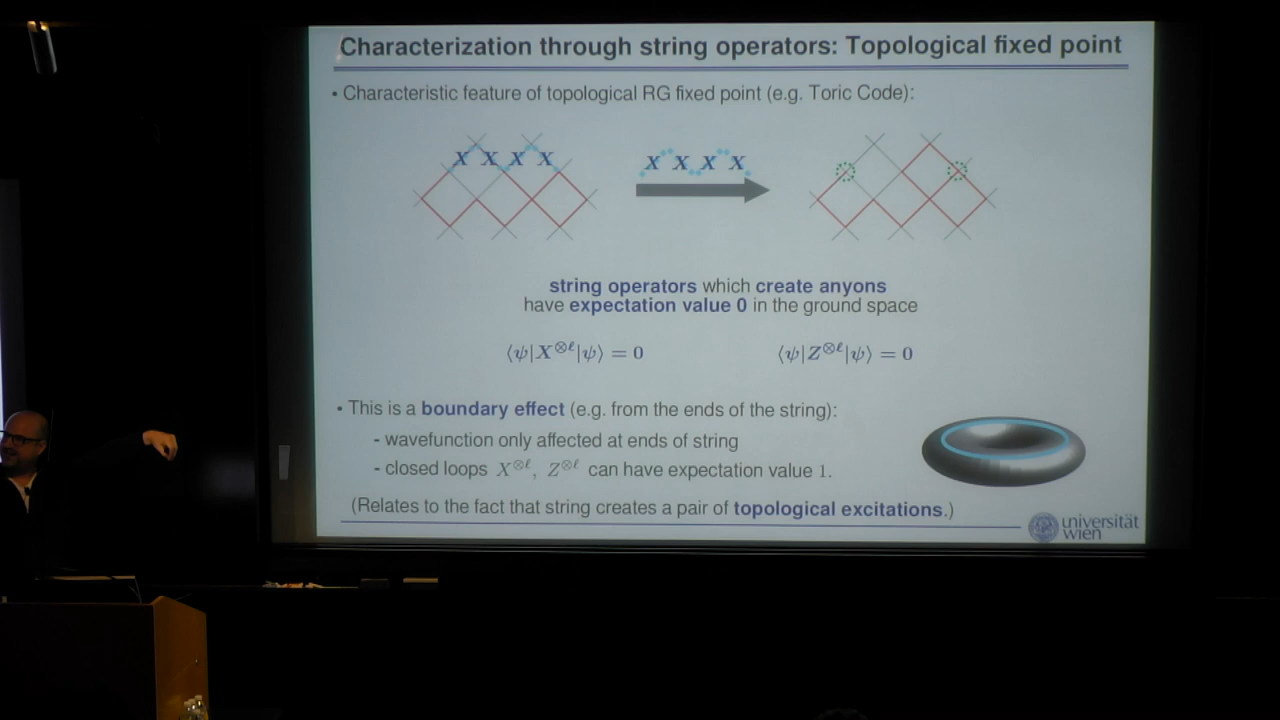 Characterization through string operators: Topological fixed point
• Characteristic feature of topological RG fixed point (e.g. Toric Code):
X X X X
X X X X
string operators which create anyons
have expectation value 0 in the ground space
⟨ψ|X^{⊗ℓ}|ψ⟩ = 0
⟨ψ|Z^{⊗ℓ}|ψ⟩ = 0
• This is a boundary effect (e.g. from the ends of the string):
- wavefunction only affected at ends of string
- closed loops X^{⊗ℓ}, Z^{⊗ℓ} can have expectation value 1.
(Relates to the fact that string creates a pair of topological excitations.)
universität
wien